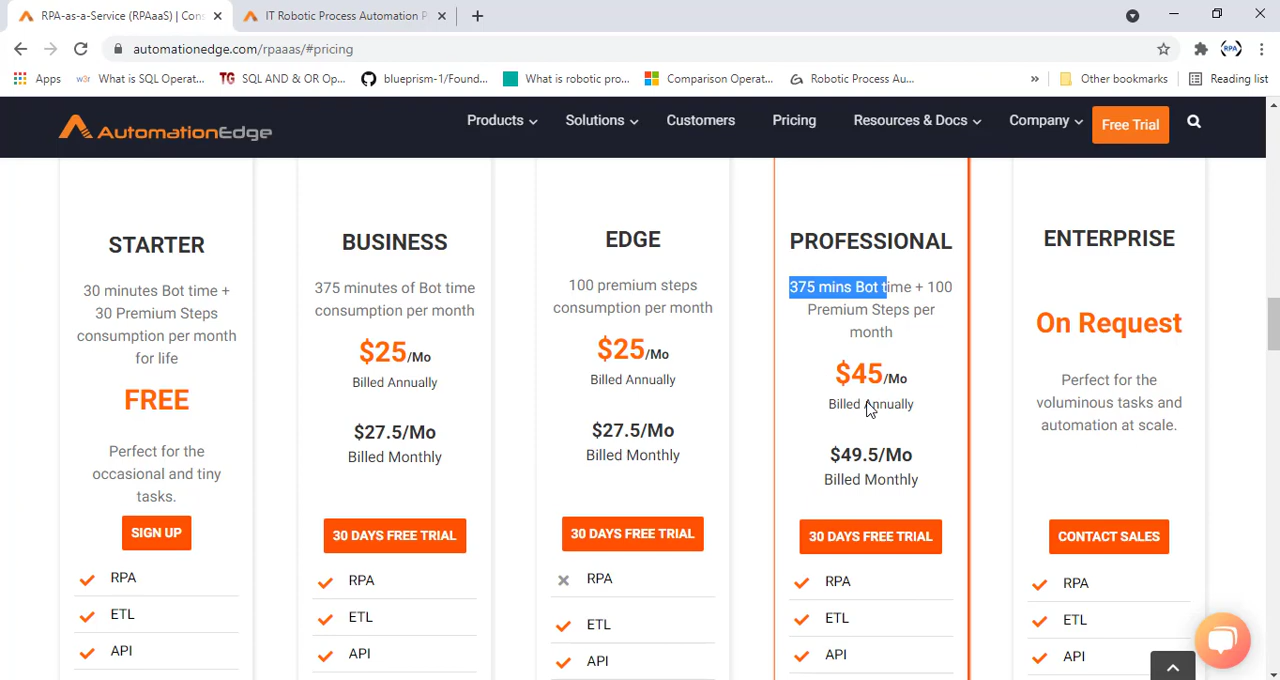 RPA-as-a-Service (RPAaaS) | Cons
IT Robotic Process Automation P
automationedge.com/rpaaas/#pricing
RPA
Apps
w3r
What is SQL Operat...
TG
SQL AND & OR Op...
blueprism-1/Found...
What is robotic pro...
Comparison Operat...
Robotic Process Au...
»
Other bookmarks
Reading list
AutomationEdge
Products
Solutions
Customers
Pricing
Resources & Docs
Company
Free Trial
STARTER
30 minutes Bot time +
30 Premium Steps
consumption per month
for life
FREE
Perfect for the
occasional and tiny
tasks.
SIGN UP
RPA
ETL
API
BUSINESS
375 minutes of Bot time
consumption per month
$25/Mo
Billed Annually
$27.5/Mo
Billed Monthly
30 DAYS FREE TRIAL
RPA
ETL
API
EDGE
100 premium steps
consumption per month
$25/Mo
Billed Annually
$27.5/Mo
Billed Monthly
30 DAYS FREE TRIAL
RPA
ETL
API
PROFESSIONAL
375 mins Bot time + 100
Premium Steps per
month
$45/Mo
Billed Annually
$49.5/Mo
Billed Monthly
30 DAYS FREE TRIAL
RPA
ETL
API
ENTERPRISE
On Request
Perfect for the
voluminous tasks and
automation at scale.
CONTACT SALES
RPA
ETL
API